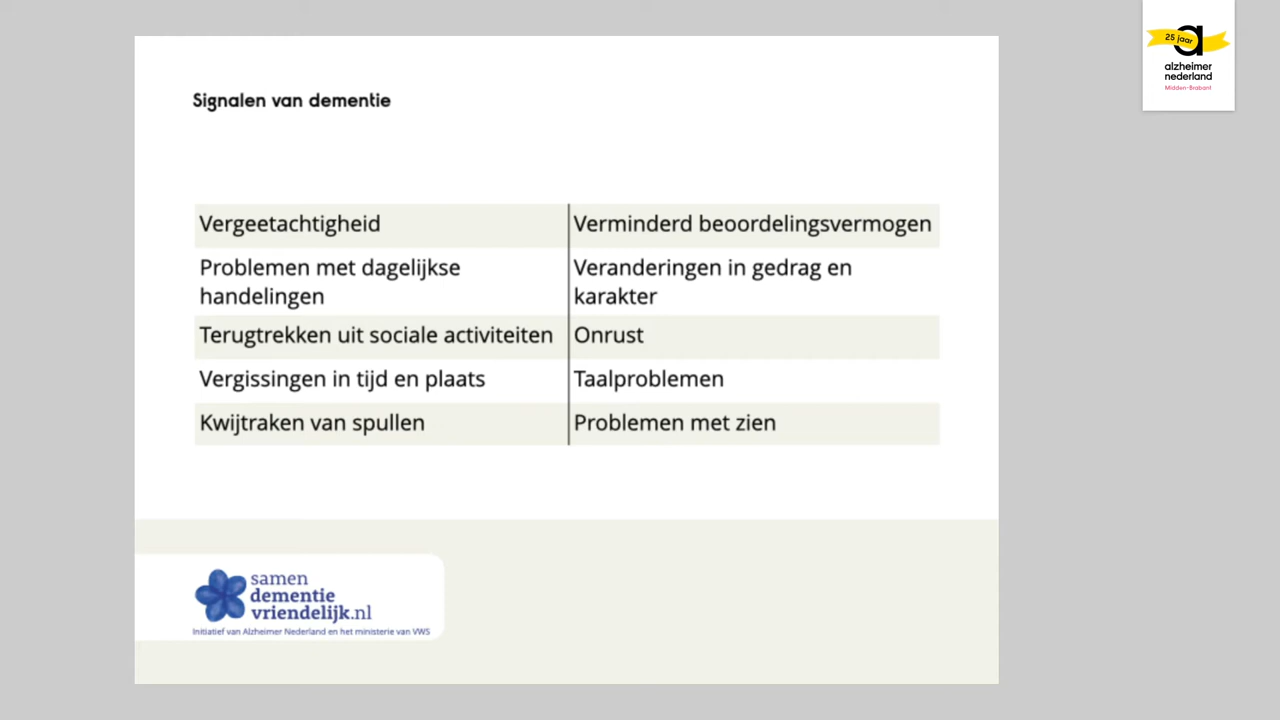 25 jaar
alzheimer
nederland
Midden-Brabant
Signalen van dementie
Vergeetachtigheid
Verminderd beoordelingsvermogen
Problemen met dagelijkse
handelingen
Veranderingen in gedrag en
karakter
Terugtrekken uit sociale activiteiten
Onrust
Vergissingen in tijd en plaats
Taalproblemen
Kwijtraken van spullen
Problemen met zien
samen
dementie
vriendelijk.nl
Initiatief van Alzheimer Nederland en het ministerie van VWS